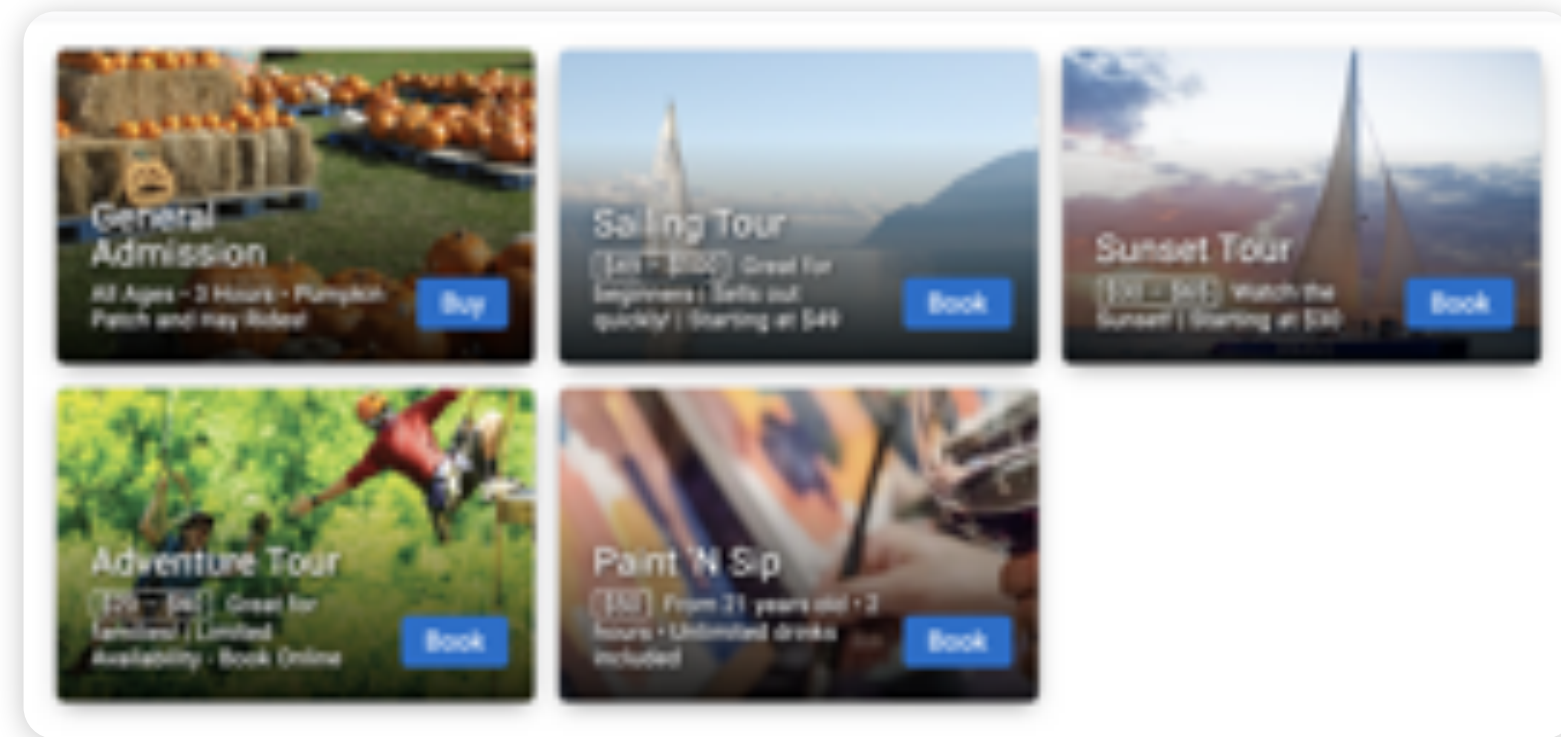 General
Admission
All Ages • 3 Hours • Pumpkin
Patch and Hay Rides!
Buy
Sailing Tour
Great for
beginners | Sells out
quickly! | Starting at $49
Book
Sunset Tour
Watch the
Sunset | Starting at $30
Book
Adventure Tour
Great for
families! | Limited
Availability - Book Online
Book
Paint 'N Sip
[$50] From 21 years old •
hours • Unlimited drinks
included
Book